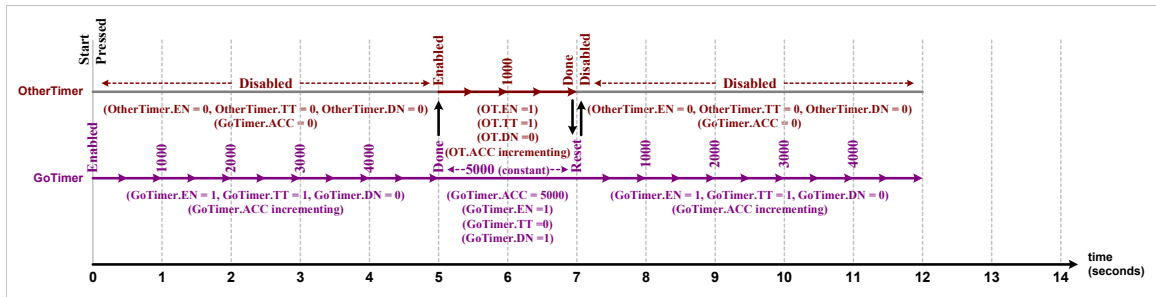 Start
Pressed
Enabled
1000
Done
Disabled
Disabled
Disabled
OtherTimer
(OtherTimer.EN = 0, OtherTimer.TT = 0, OtherTimer.DN = 0)
(GoTimer.ACC = 0)
(OT.EN =1)
(OT.TT =1)
(OT.DN =0)
(OT.ACC incrementing)
(OtherTimer.EN = 0, OtherTimer.TT = 0, OtherTimer.DN = 0)
(GoTimer.ACC = 0)
Enabled
1000
2000
3000
4000
Done
5000 (constant)
Reset
1000
2000
3000
4000
GoTimer
(GoTimer.EN = 1, GoTimer.TT = 1, GoTimer.DN = 0)
(GoTimer.ACC incrementing)
(GoTimer.ACC = 5000)
(GoTimer.EN =1)
(GoTimer.TT =0)
(GoTimer.DN =1)
(GoTimer.EN = 1, GoTimer.TT = 1, GoTimer.DN = 0)
(GoTimer.ACC incrementing)
time
(seconds)
0 1 2 3 4 5 6 7 8 9 10 11 12 13 14